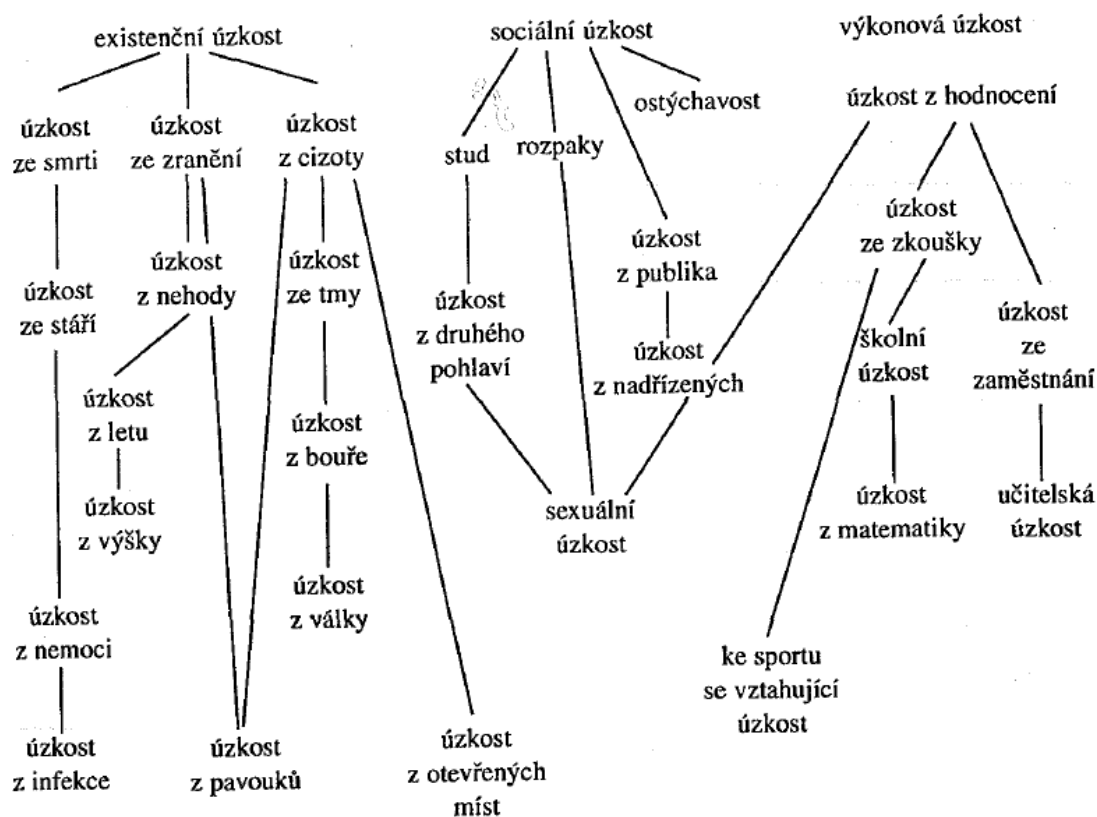 existenční úzkost
sociální úzkost
výkonová úzkost
úzkost
ze smrti
úzkost
ze zranění
úzkost
z cizoty
stud
rozpaky
ostýchavost
úzkost z hodnocení
úzkost
ze stáří
úzkost
z nehody
úzkost
ze tmy
úzkost
z druhého
pohlaví
úzkost
z publika
úzkost
z nadřízených
úzkost
ze zkoušky
školní
úzkost
úzkost
ze
zaměstnání
úzkost
z letu
úzkost
z výšky
úzkost
z bouře
úzkost
z války
sexuální
úzkost
úzkost
z matematiky
učitelská
úzkost
úzkost
z nemoci
úzkost
z infekce
úzkost
z pavouků
úzkost
z otevřených
míst
ke sportu
se vztahující
úzkost